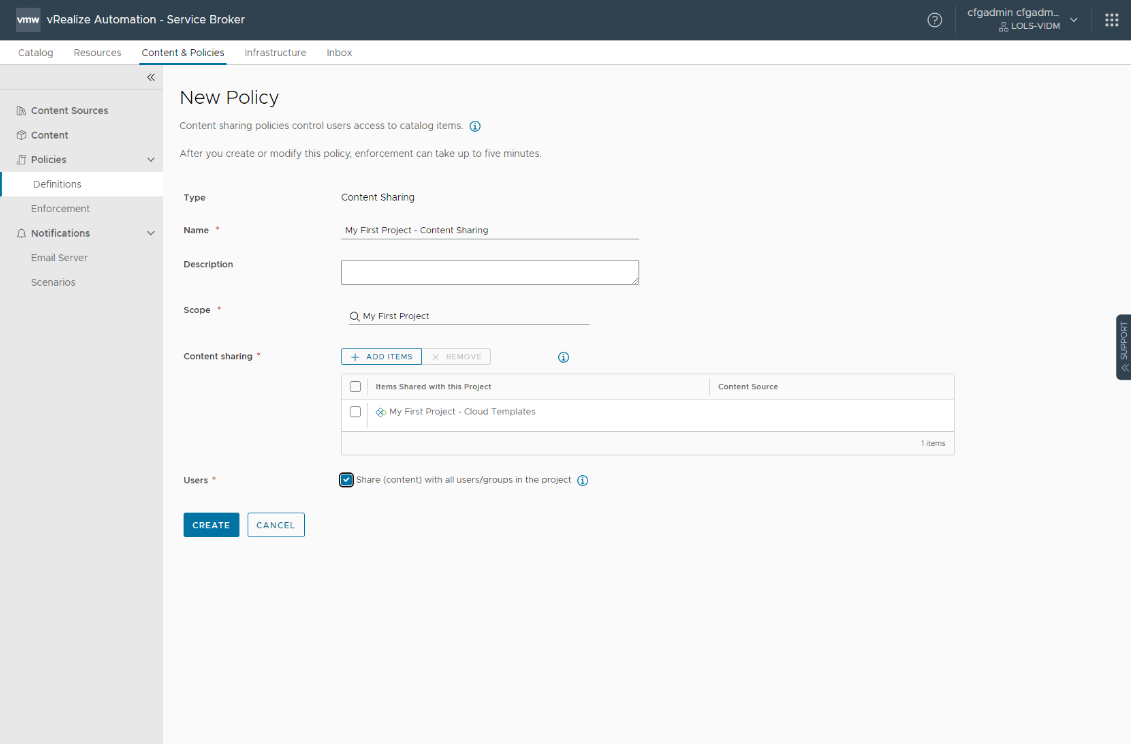 vmw vRealize Automation - Service Broker
cfgadmin cfgadm...
LOLS-VIDM
Catalog Resources Content & Policies Infrastructure Inbox
Content Sources
Content
Policies
Definitions
Enforcement
Notifications
Email Server
Scenarios
New Policy
Content sharing policies control users access to catalog items.
After you create or modify this policy, enforcement can take up to five minutes.
Type Content Sharing
Name * My First Project - Content Sharing
Description
Scope * My First Project
Content sharing * + ADD ITEMS × REMOVE
Items Shared with this Project Content Source
My First Project - Cloud Templates
1 items
Users * Share (content) with all users/groups in the project
CREATE CANCEL
SUPPORT